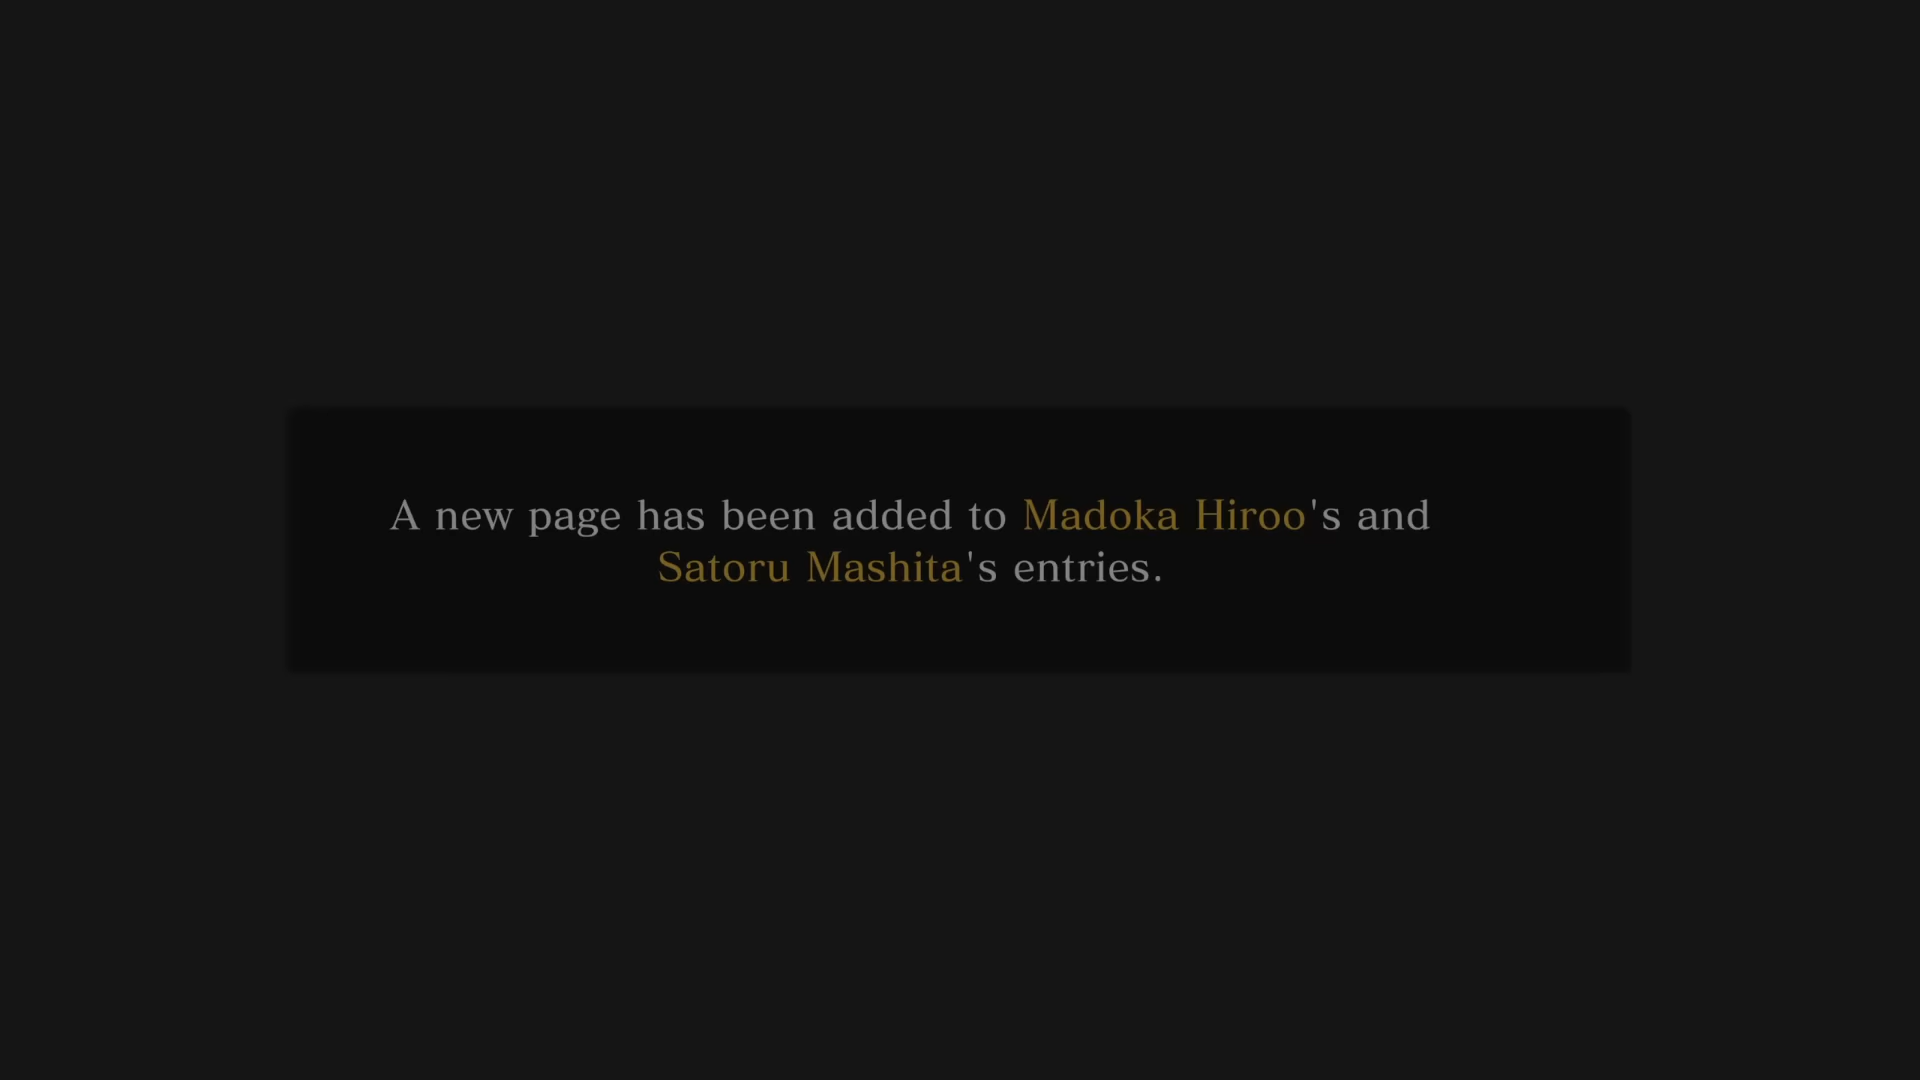 A new page has been added to Madoka Hiroo's and
Satoru Mashita's entries.